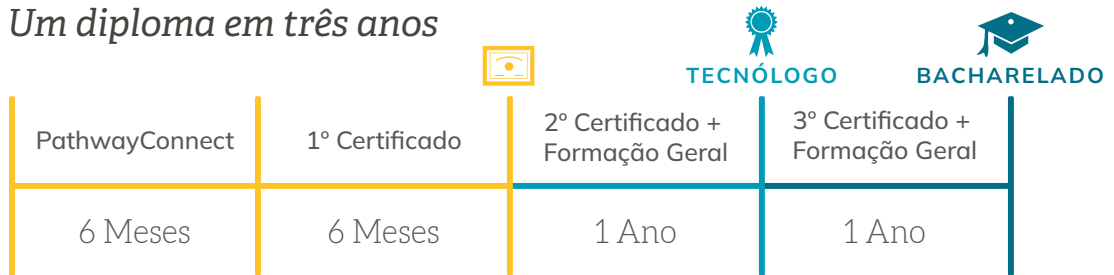 Um diploma em três anos
TECNÓLOGO
BACHARELADO
PathwayConnect
1º Certificado
2º Certificado +
Formação Geral
3º Certificado +
Formação Geral
6 Meses
6 Meses
1 Ano
1 Ano